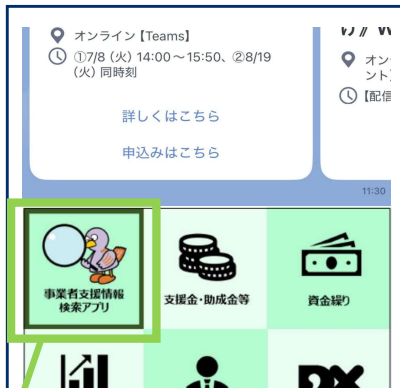 オンライン【Teams】
①7/8 (火) 14:00～15:50、②8/19
(火) 同時刻
詳しくはこちら
申込みはこちら
オン
ント】
【配信
11:30
事業者支援情報
検索アプリ
支援金・助成金等
資金繰り
DX